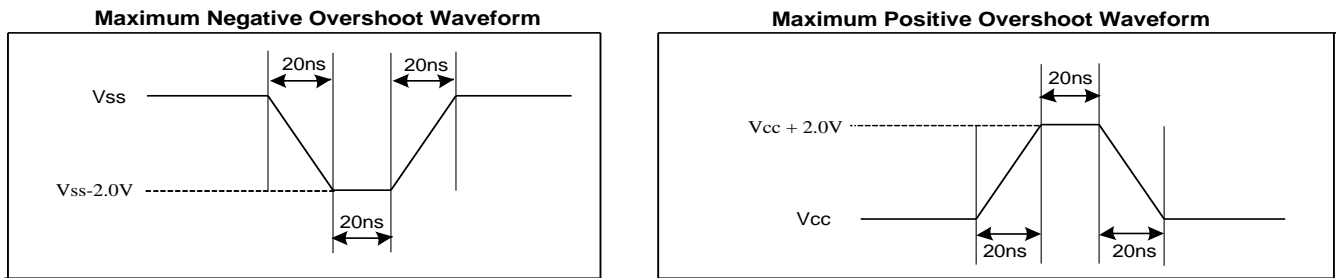 Maximum Negative Overshoot Waveform
20ns
20ns
Vss
Vss-2.0V
20ns
Maximum Positive Overshoot Waveform
20ns
Vcc + 2.0V
Vcc
20ns
20ns